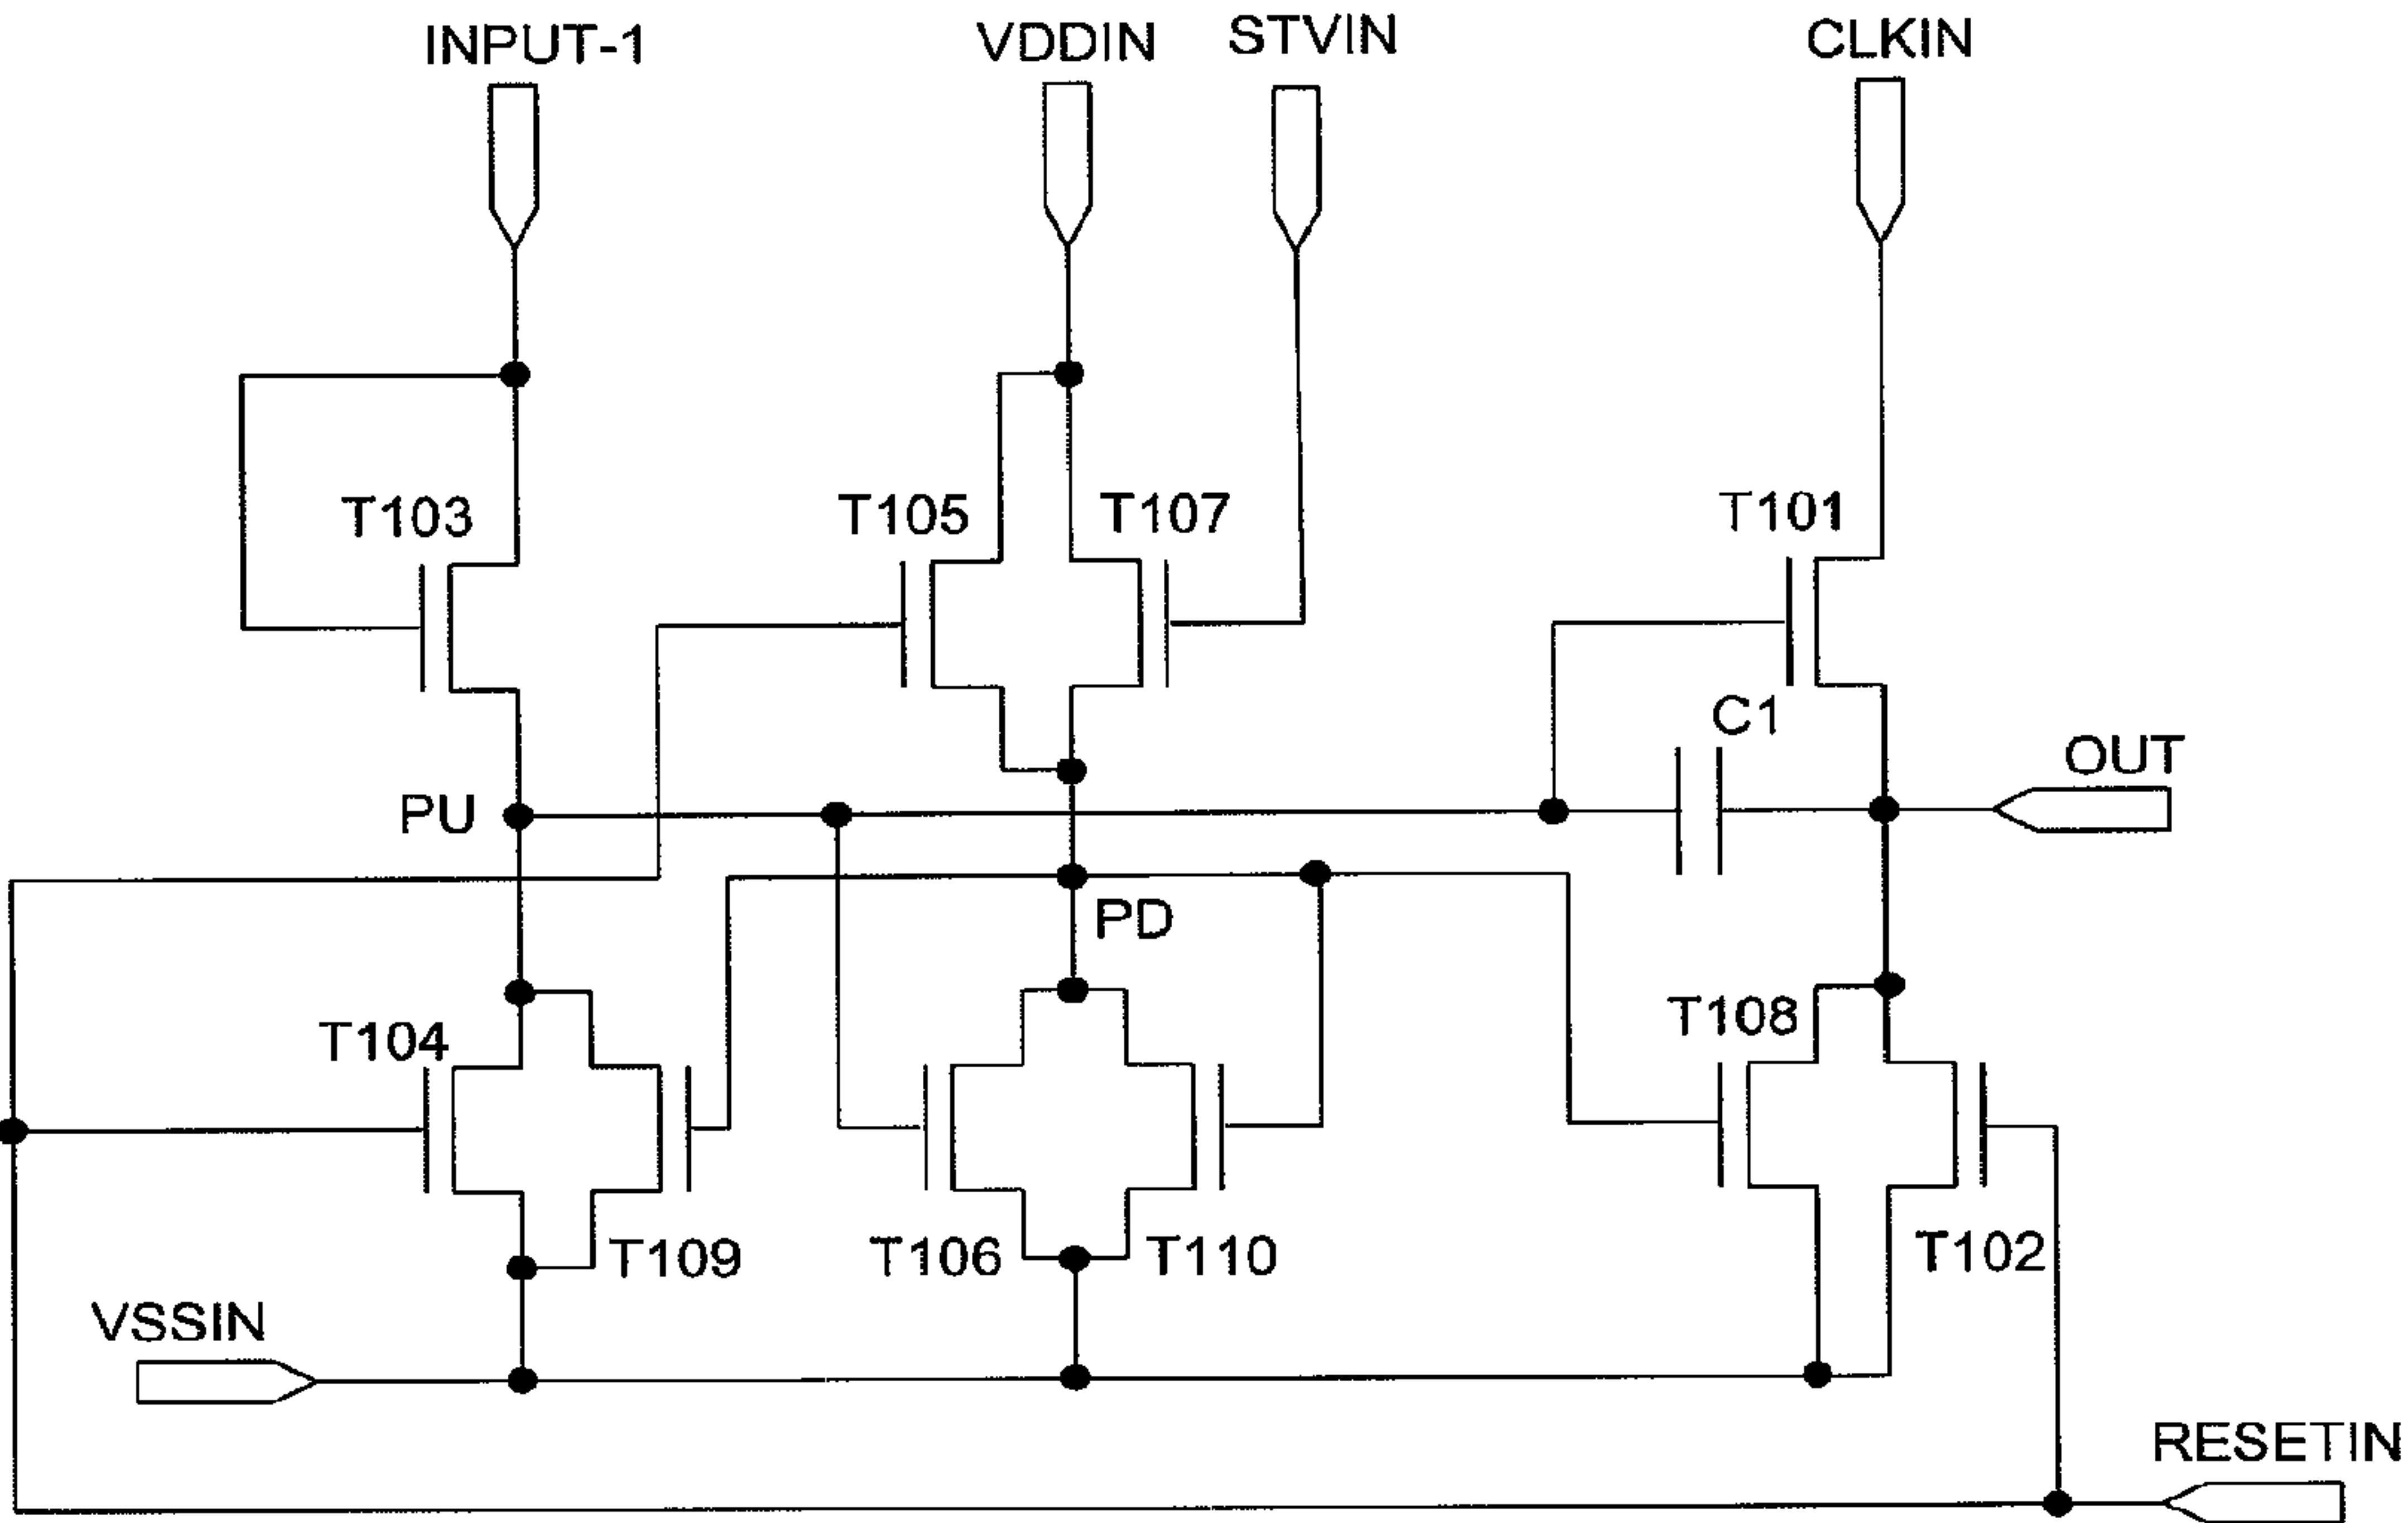 INPUT-1
VDDIN
STVIN
CLKIN
T103
T105
T107
T101
C1
OUT
PU
PD
T104
T108
T109
T106
T110
T102
VSSIN
RESETIN